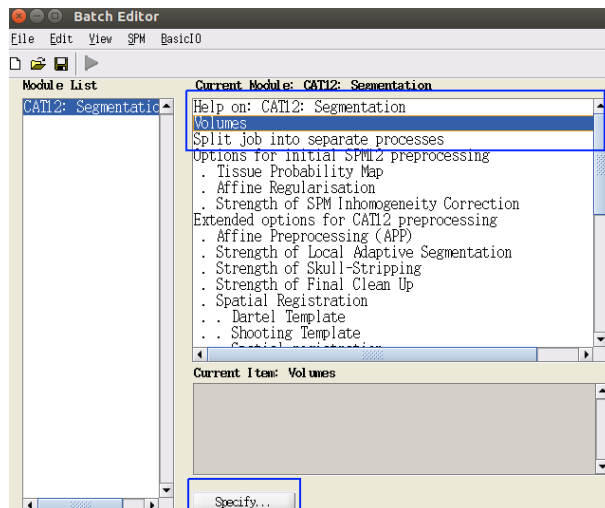 Batch Editor
File Edit View SPM BasicIO
Module List
CAT12: Segmentatic
Current Module: CAT12: Segmentation
Help on: CAT12: Segmentation
Volumes
Split job into separate processes
Options for initial SPM12 preprocessing
. Tissue Probability Map
. Affine Regularisation
. Strength of SPM Inhomogeneity Correction
Extended options for CAT12 preprocessing
. Affine Preprocessing (APP)
. Strength of Local Adaptive Segmentation
. Strength of Skull-Stripping
. Strength of Final Clean Up
. Spatial Registration
. . Dartel Template
. . Shooting Template
Current Item: Volumes
Specify...